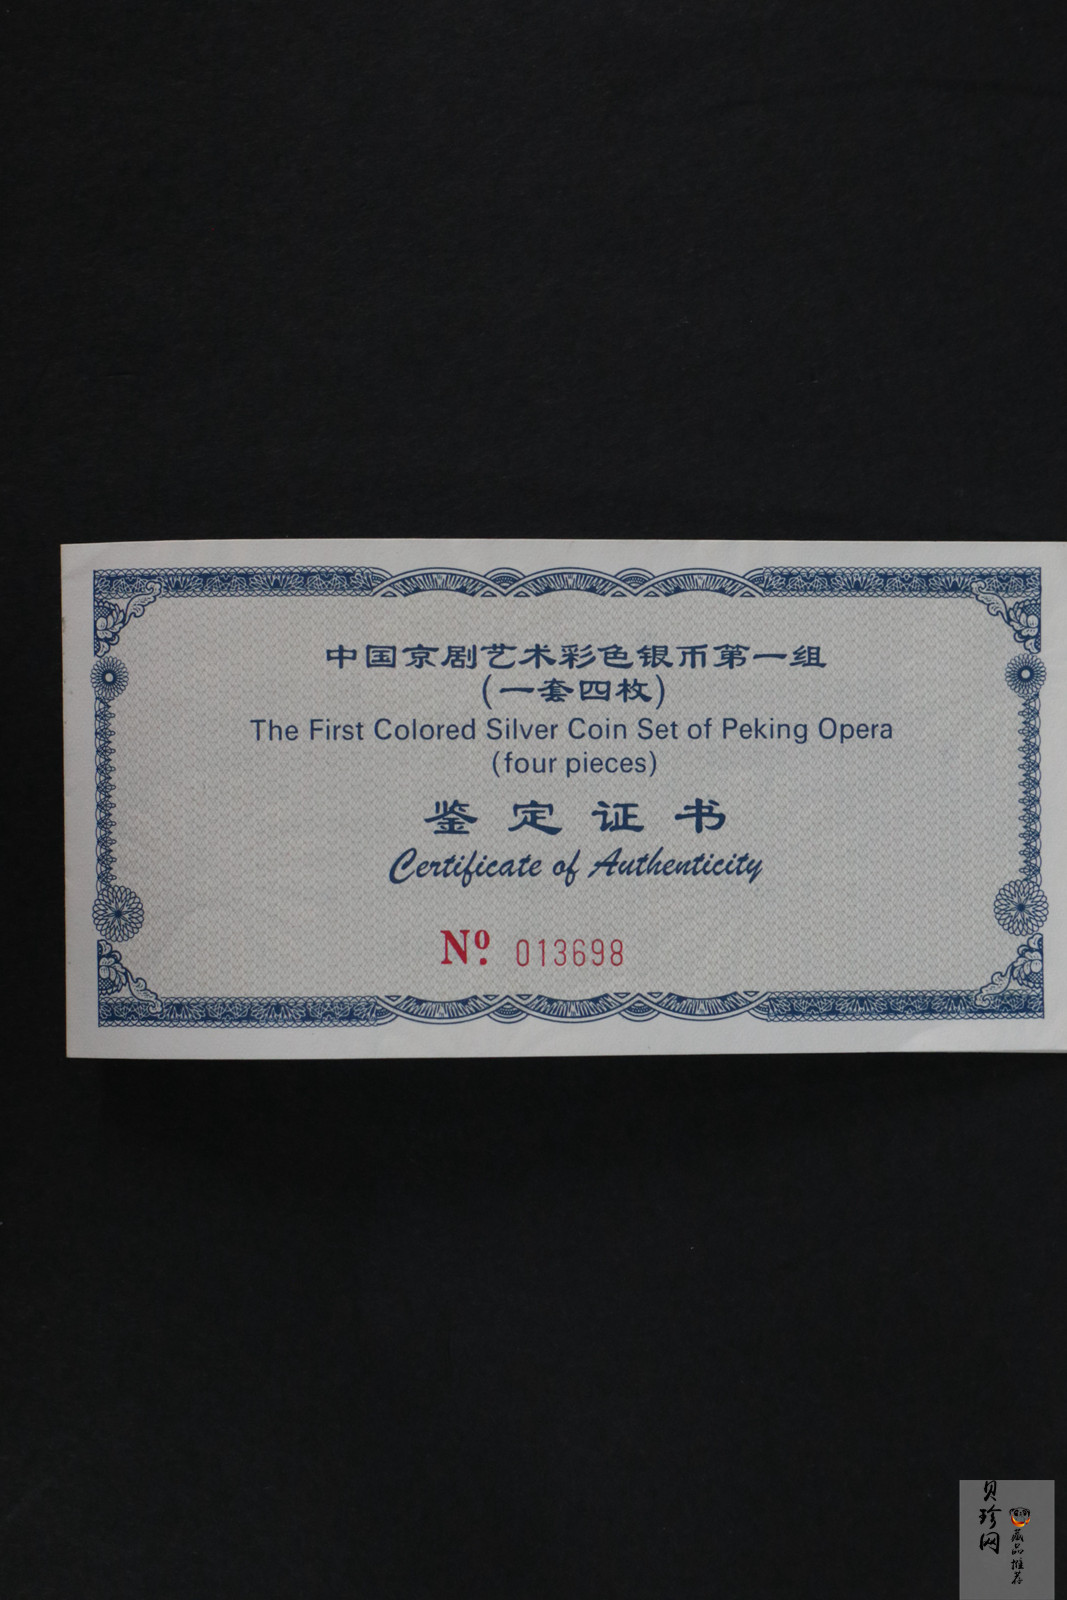 中国京剧艺术彩色银币第一组
(一套四枚)
The First Colored Silver Coin Set of Peking Opera
(four pieces)
鉴定证书
Certificate of Authenticity
Nº. 013698
贝珍网
藏品推荐